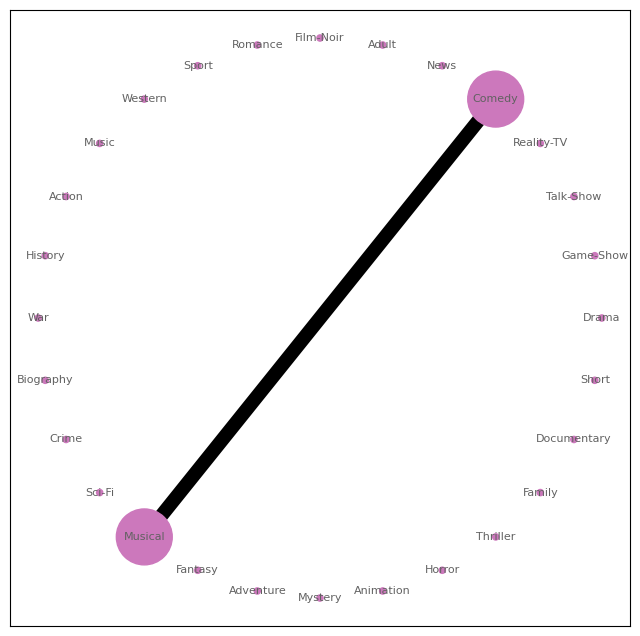 Film-Noir
Romance
Adult
Sport
News
Western
Comedy
Music
Reality-TV
Action
Talk-Show
History
Game-Show
War
Drama
Biography
Short
Crime
Documentary
Sci-Fi
Family
Musical
Thriller
Fantasy
Horror
Adventure
Animation
Mystery